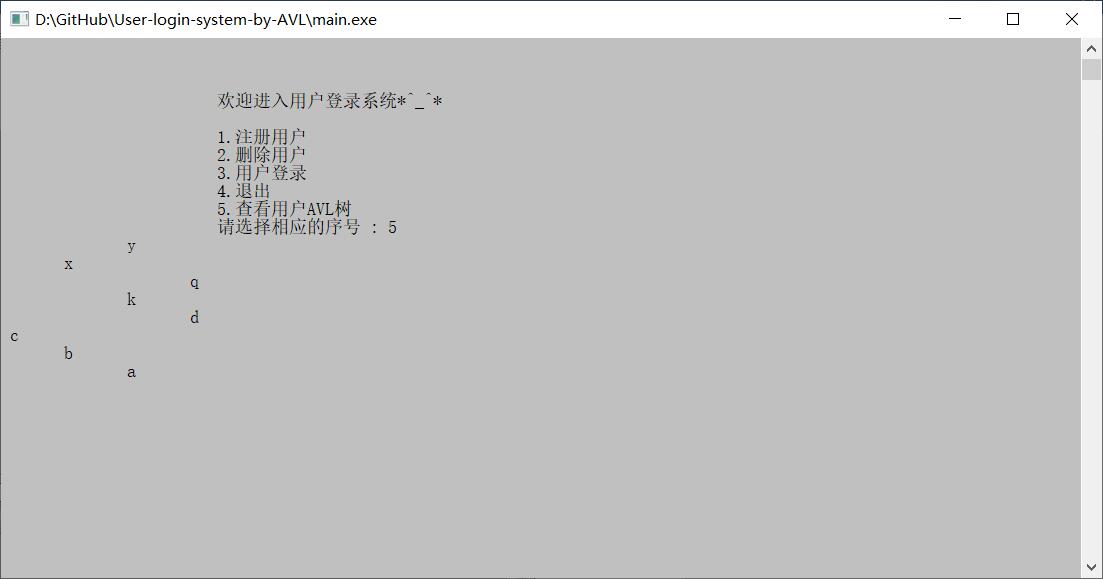 D:\GitHub\User-login-system-by-AVL\main.exe
欢迎进入用户登录系统*^_^*
1.注册用户
2.删除用户
3.用户登录
4.退出
5.查看用户AVL树
请选择相应的序号 : 5
y
x
q
k
d
c
b
a